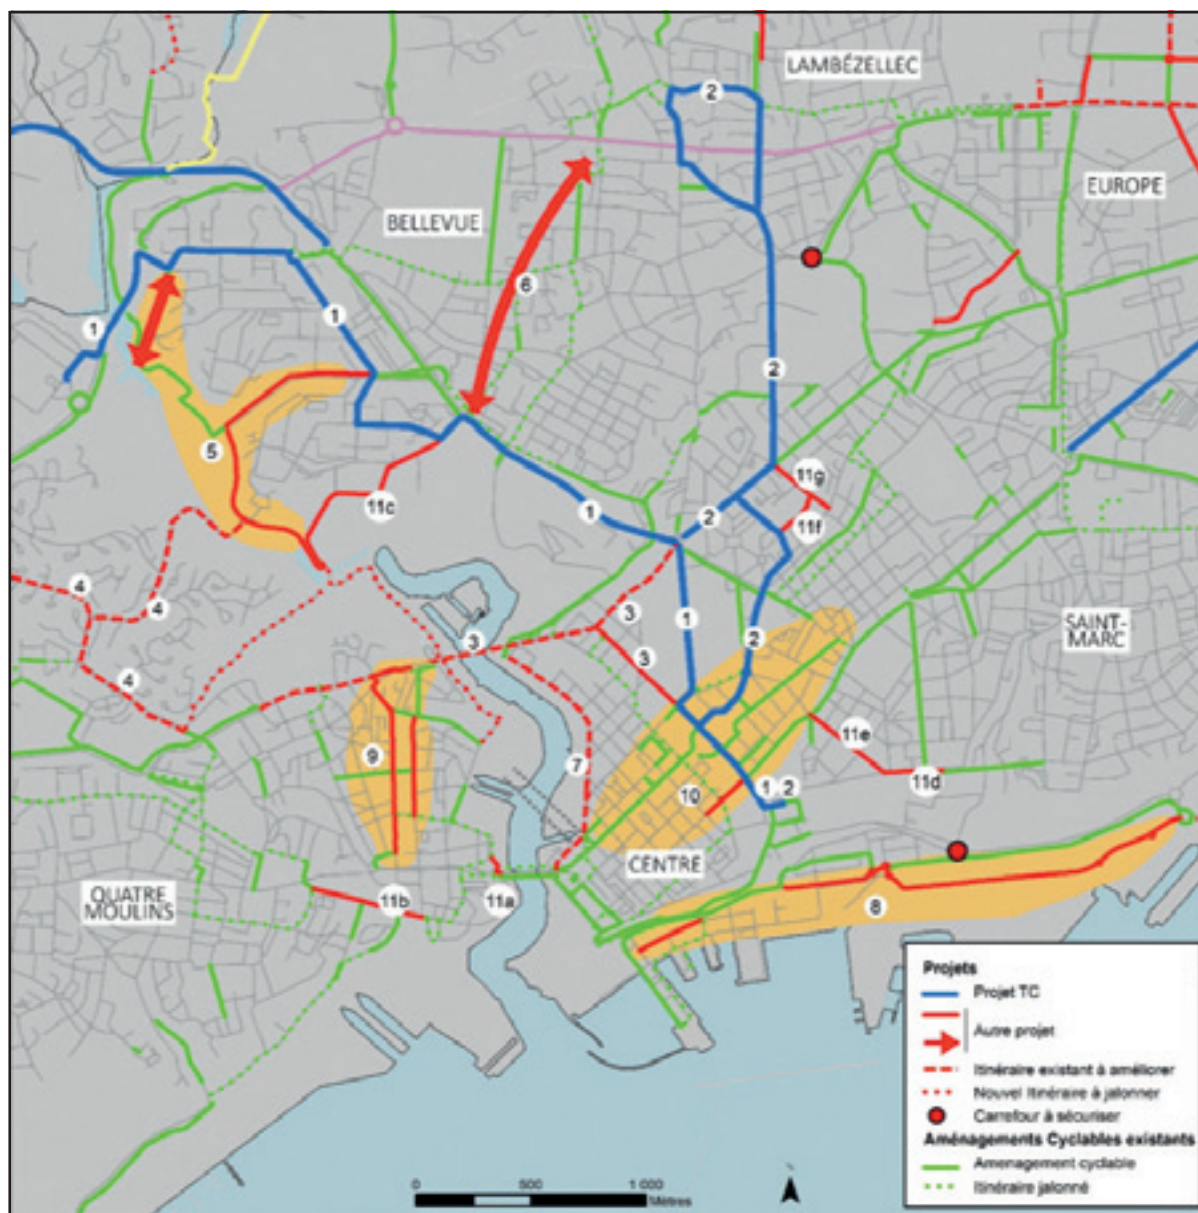 LAMBÉZELLEC
2
EUROPE
BELLEVUE
6
1
1
2
5
11g
11c
1
2
11f
4
4
3
3
3
1
2
SAINT-
MARC
4
9
7
11e
10
1 2
11d
CENTRE
QUATRE
MOULINS
11b
11a
8
Projets
Projet TC
Autre projet
Itinéraire existant à améliorer
Nouvel Itinéraire à jalonner
Carrefour à sécuriser
Aménagements Cyclables existants
Amenagement cyclable
Itinéraire jalonné
0 500 1 000
Mètres